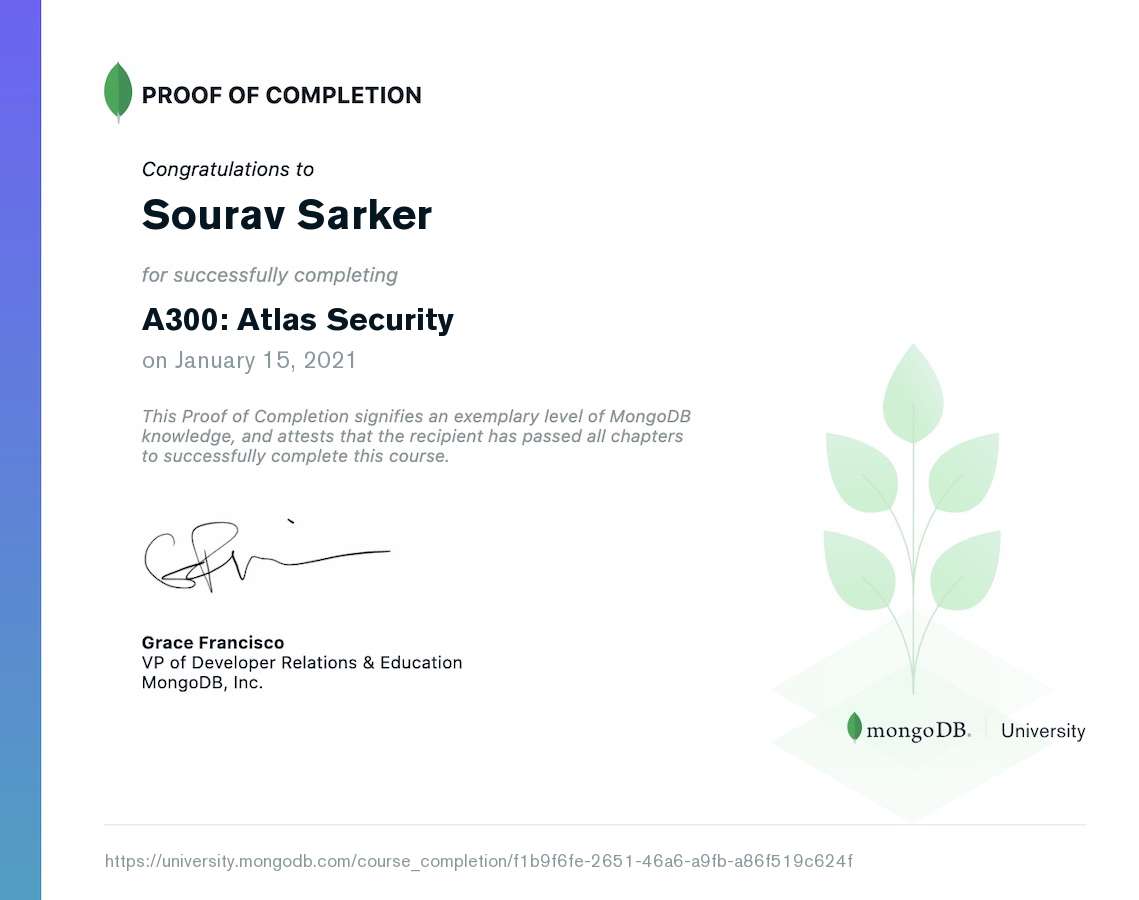 PROOF OF COMPLETION
Congratulations to
Sourav Sarker
for successfully completing
A300: Atlas Security
on January 15, 2021
This Proof of Completion signifies an exemplary level of MongoDB
knowledge, and attests that the recipient has passed all chapters
to successfully complete this course.
Grace Francisco
VP of Developer Relations & Education
MongoDB, Inc.
mongoDB. University
https://university.mongodb.com/course_completion/f1b9f6fe-2651-46a6-a9fb-a86f519c624f